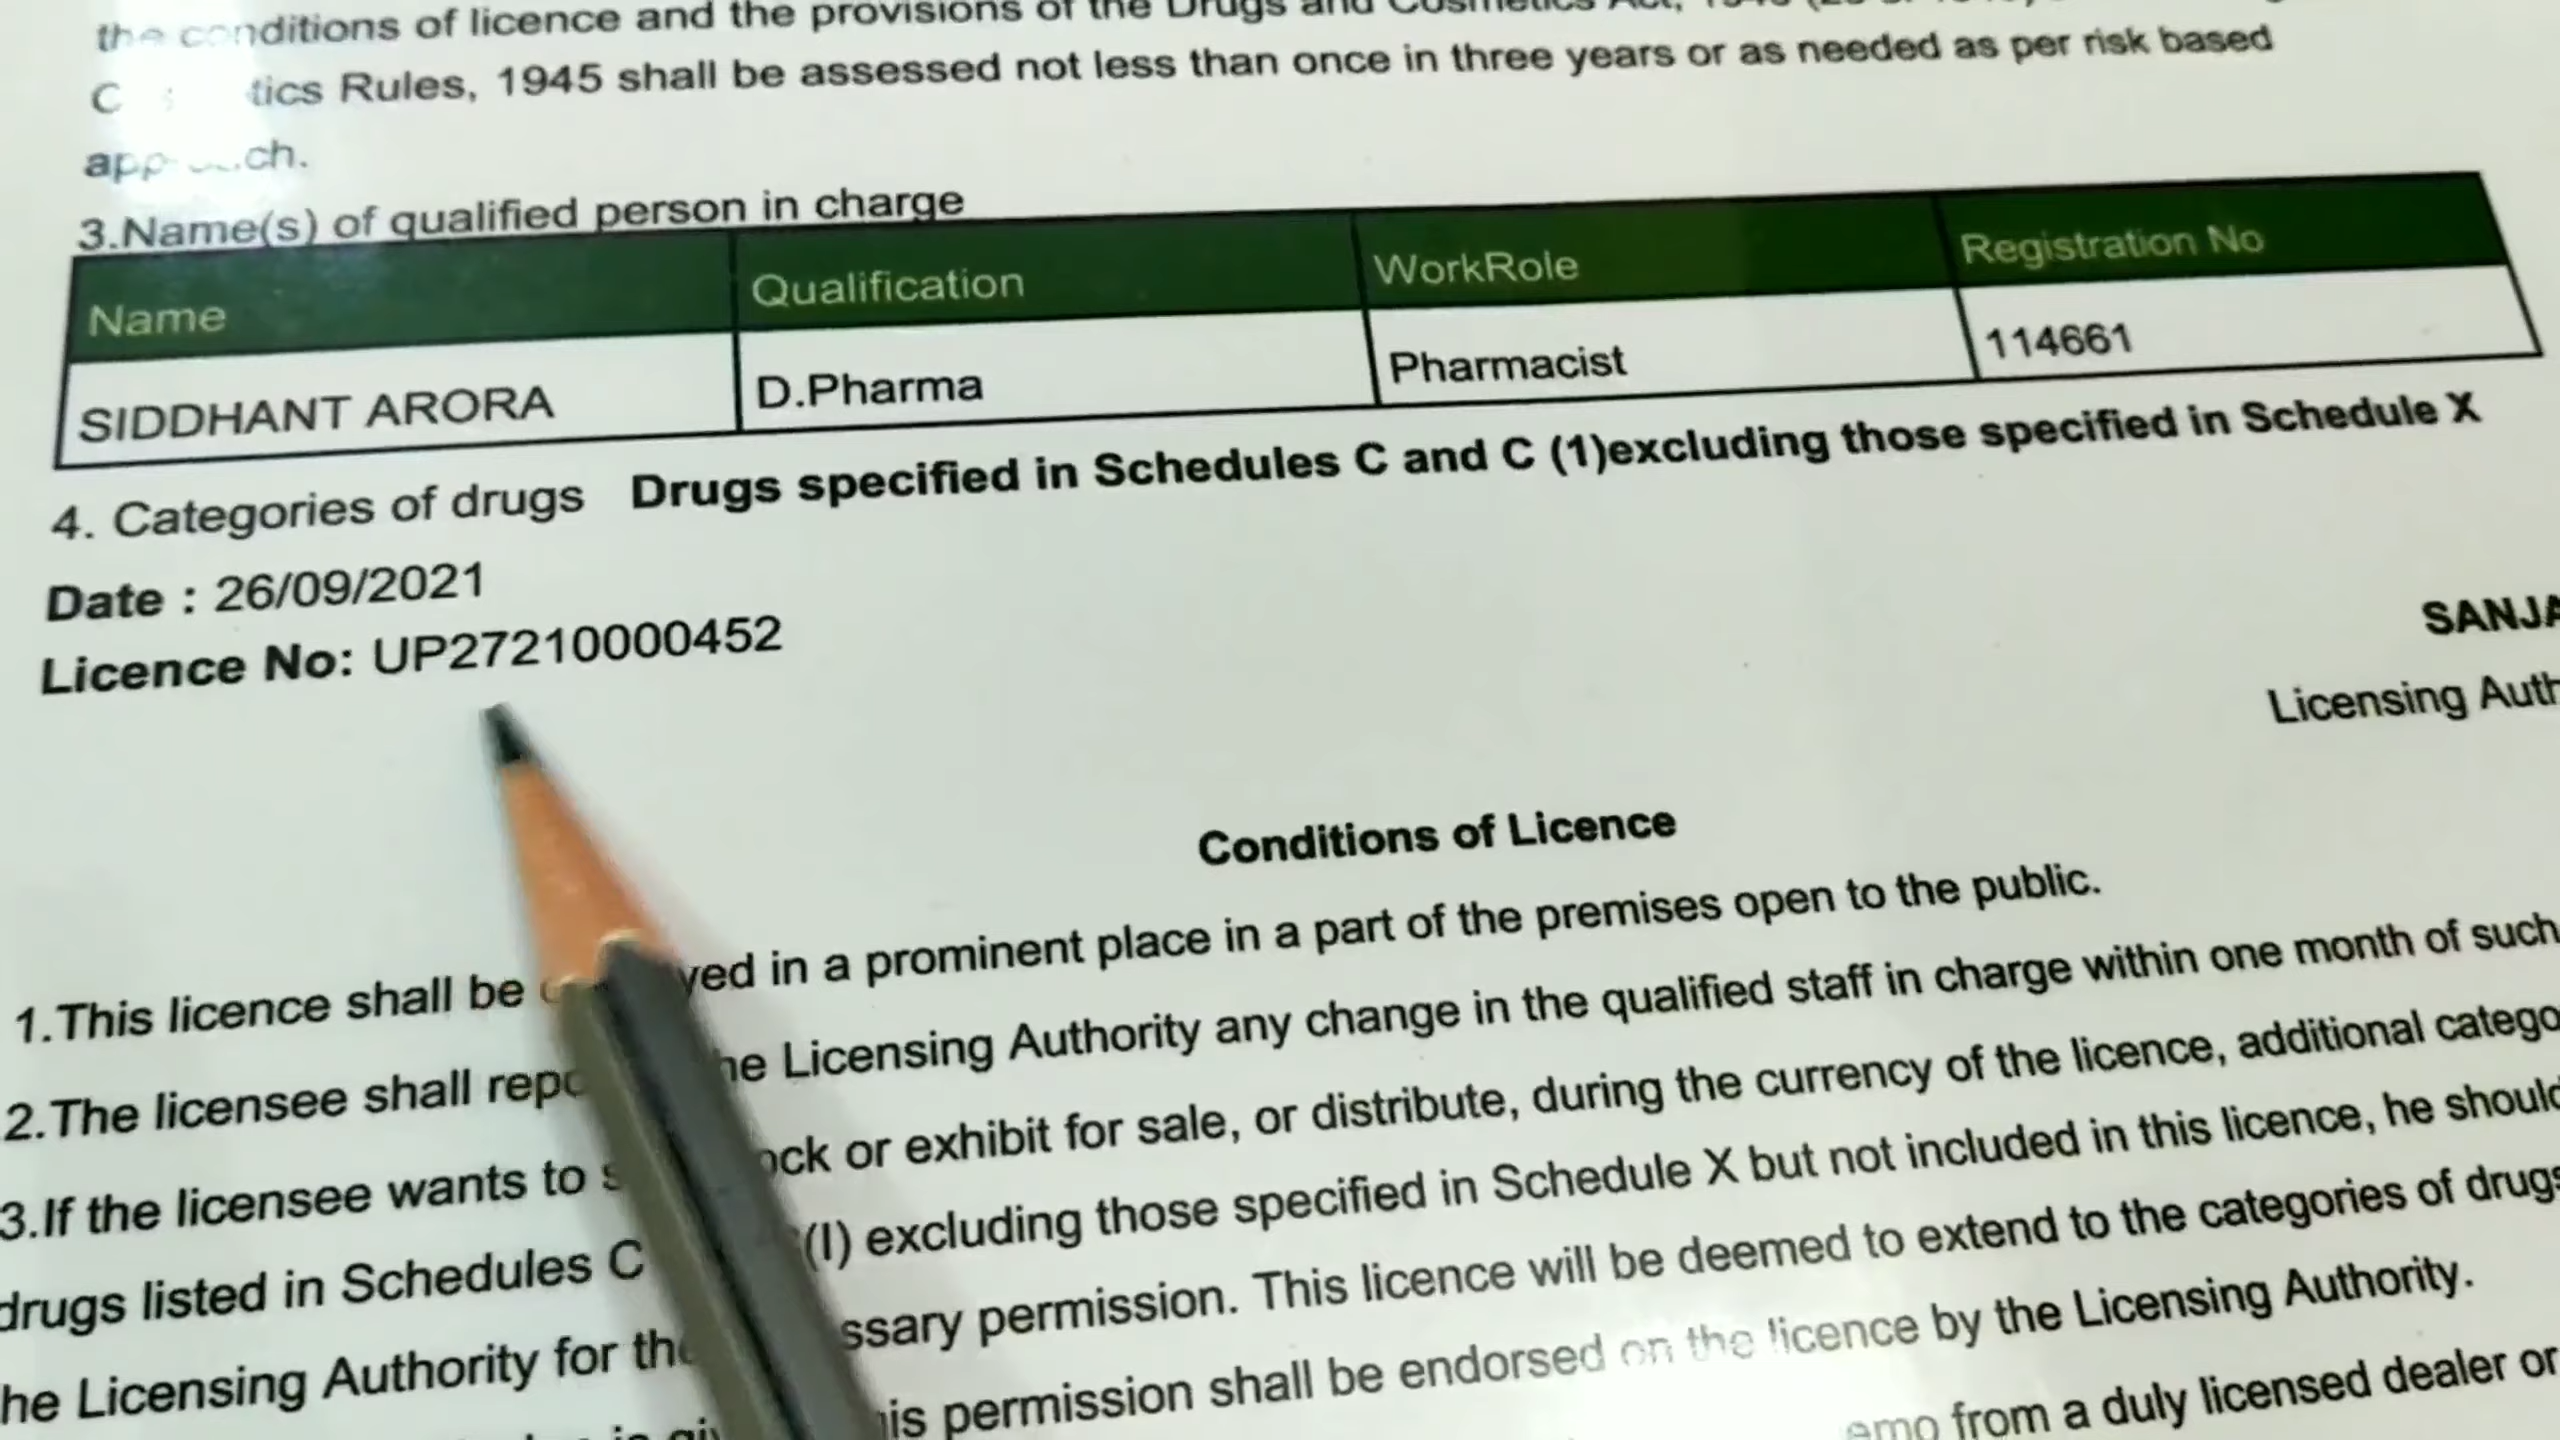 the conditions of licence and the provisions of the Drugs and Cosmetics Act,
tics Rules, 1945 shall be assessed not less than once in three years or as needed as per risk based
ch.
3.Name(s) of qualified person in charge
Name Qualification WorkRole Registration No
SIDDHANT ARORA D.Pharma Pharmacist 114661
4. Categories of drugs Drugs specified in Schedules C and C (1)excluding those specified in Schedule X
Date : 26/09/2021
Licence No: UP27210000452
SANJA
Licensing Auth
Conditions of Licence
1.This licence shall be yed in a prominent place in a part of the premises open to the public.
2.The licensee shall repo he Licensing Authority any change in the qualified staff in charge within one month of such
3.If the licensee wants to s ock or exhibit for sale, or distribute, during the currency of the licence, additional catego
drugs listed in Schedules C (I) excluding those specified in Schedule X but not included in this licence, he should
he Licensing Authority for the ssary permission. This licence will be deemed to extend to the categories of drugs
is giv his permission shall be endorsed on the licence by the Licensing Authority.
emo from a duly licensed dealer or